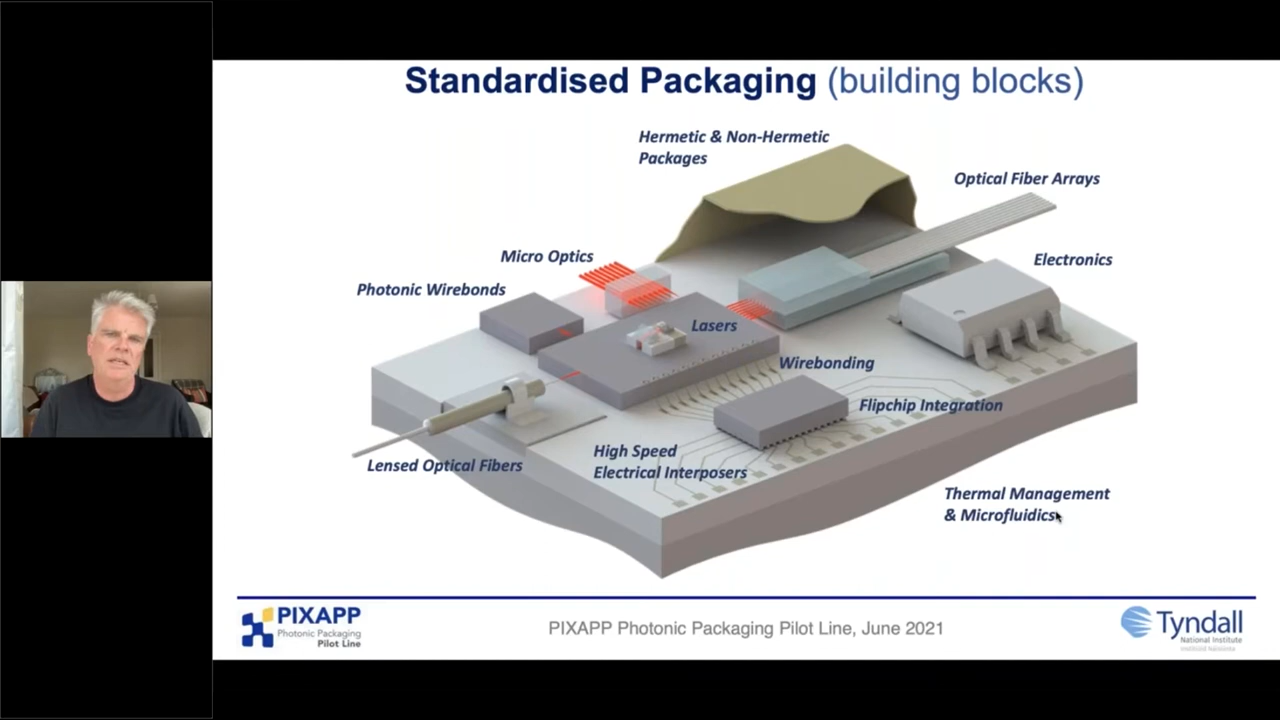 Standardised Packaging (building blocks)
Hermetic & Non-Hermetic
Packages
Optical Fiber Arrays
Micro Optics
Electronics
Photonic Wirebonds
Lasers
Wirebonding
Flipchip Integration
High Speed
Electrical Interposers
Lensed Optical Fibers
Thermal Management
& Microfluidics
PIXAPP
Photonic Packaging
Pilot Line
PIXAPP Photonic Packaging Pilot Line, June 2021
Tyndall
National Institute